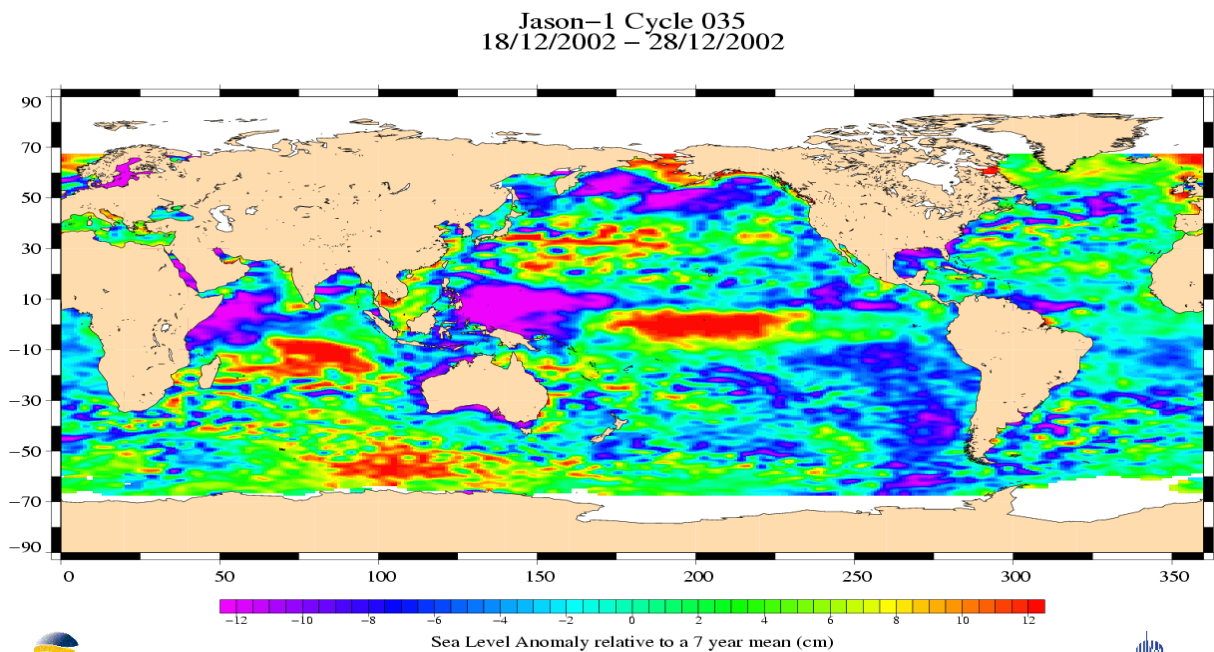 Jason−1 Cycle 035
18/12/2002 − 28/12/2002
90
70
50
30
10
−10
−30
−50
−70
−90
0 50 100 150 200 250 300 350
−12 −10 −8 −6 −4 −2 0 2 4 6 8 10 12
Sea Level Anomaly relative to a 7 year mean (cm)